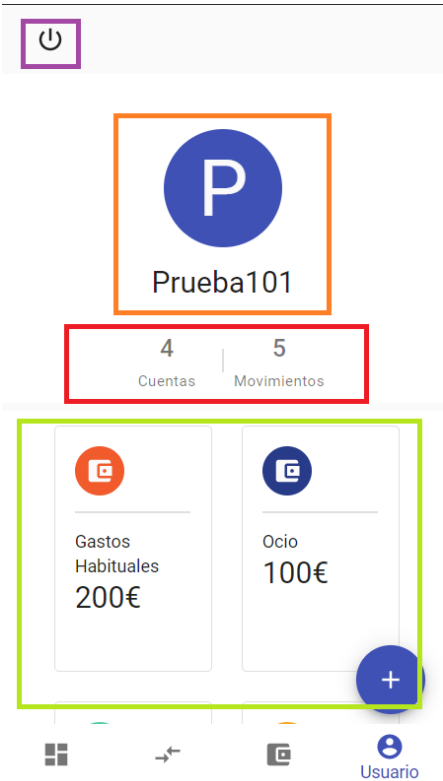 P
Prueba101
4 5
Cuentas Movimientos
Gastos
Habituales
200€
Ocio
100€
+
Usuario